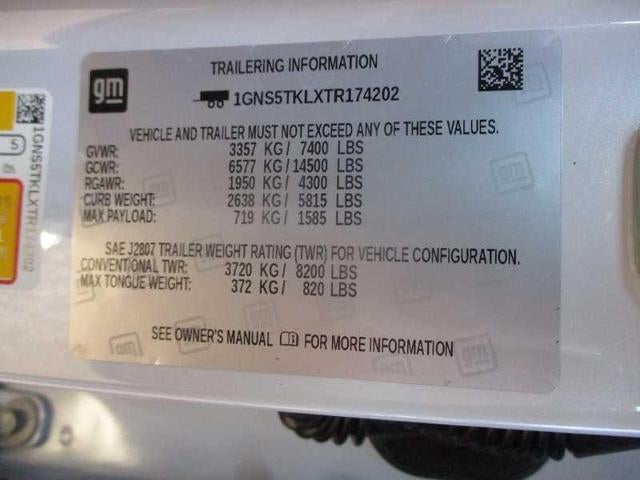 gm
TRAILERING INFORMATION
1GNS5TKLXTR174202
VEHICLE AND TRAILER MUST NOT EXCEED ANY OF THESE VALUES.
GVWR: 3357 KG/ 7400 LBS
GCWR: 6577 KG/14500 LBS
RGAWR: 1950 KG/ 4300 LBS
CURB WEIGHT: 2638 KG/ 5815 LBS
MAX PAYLOAD: 719 KG/ 1585 LBS
SAE J2807 TRAILER WEIGHT RATING (TWR) FOR VEHICLE CONFIGURATION.
CONVENTIONAL TWR: 3720 KG/ 8200 LBS
MAX TONGUE WEIGHT: 372 KG/ 820 LBS
SEE OWNER'S MANUAL FOR MORE INFORMATION
1GNS5TKLXTR174202
5